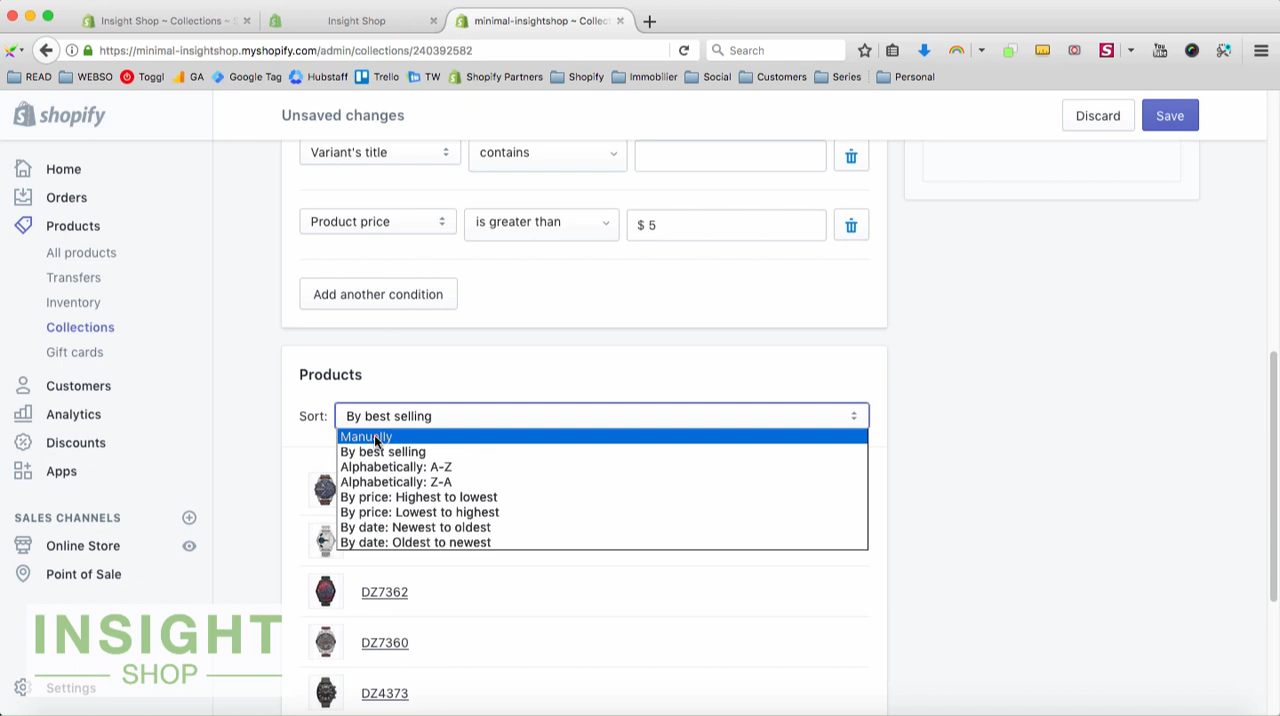 Insight Shop ~ Collections ~ S
Insight Shop
minimal-insightshop ~ Collect
https://minimal-insightshop.myshopify.com/admin/collections/240392582
Search
READ WEBSO Toggl GA Google Tag Hubstaff Trello TW Shopify Partners Shopify Immobilier Social Customers Series Personal
shopify
Unsaved changes
Discard
Save
Home
Orders
Products
All products
Transfers
Inventory
Collections
Gift cards
Customers
Analytics
Discounts
Apps
SALES CHANNELS
Online Store
Point of Sale
Settings
Variant's title contains
Product price is greater than $ 5
Add another condition
Products
Sort: By best selling
Manually
By best selling
Alphabetically: A-Z
Alphabetically: Z-A
By price: Highest to lowest
By price: Lowest to highest
By date: Newest to oldest
By date: Oldest to newest
DZ7362
DZ7360
DZ4373
INSIGHT
SHOP